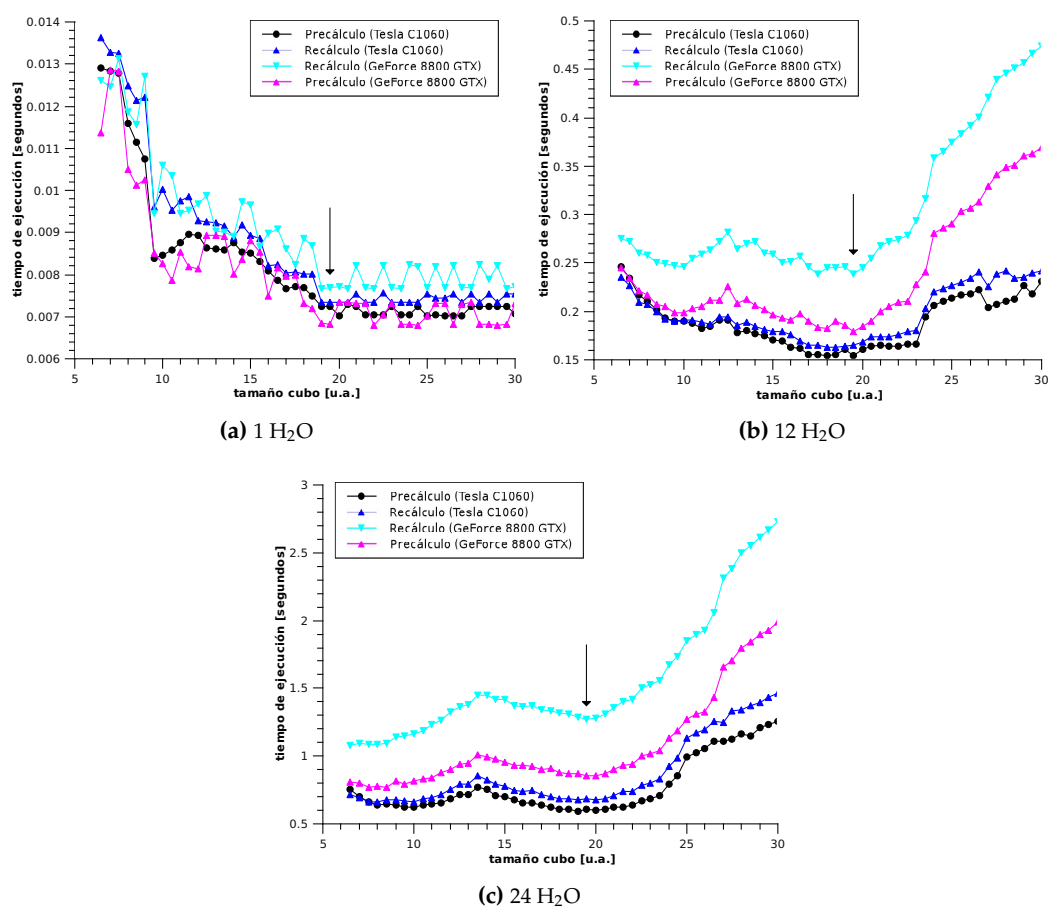 0.014
0.013
0.012
0.011
0.01
0.009
0.008
0.007
0.006
tiempo de ejecución [segundos]
Precálculo (Tesla C1060)
Recálculo (Tesla C1060)
Recálculo (GeForce 8800 GTX)
Precálculo (GeForce 8800 GTX)
5 10 15 20 25 30
tamaño cubo [u.a.]
(a) 1 H₂O
0.5
0.45
0.4
0.35
0.3
0.25
0.2
0.15
tiempo de ejecución [segundos]
Precálculo (Tesla C1060)
Recálculo (Tesla C1060)
Recálculo (GeForce 8800 GTX)
Precálculo (GeForce 8800 GTX)
5 10 15 20 25 30
tamaño cubo [u.a.]
(b) 12 H₂O
3
2.5
2
1.5
1
0.5
tiempo de ejecución [segundos]
Precálculo (Tesla C1060)
Recálculo (Tesla C1060)
Recálculo (GeForce 8800 GTX)
Precálculo (GeForce 8800 GTX)
5 10 15 20 25 30
tamaño cubo [u.a.]
(c) 24 H₂O